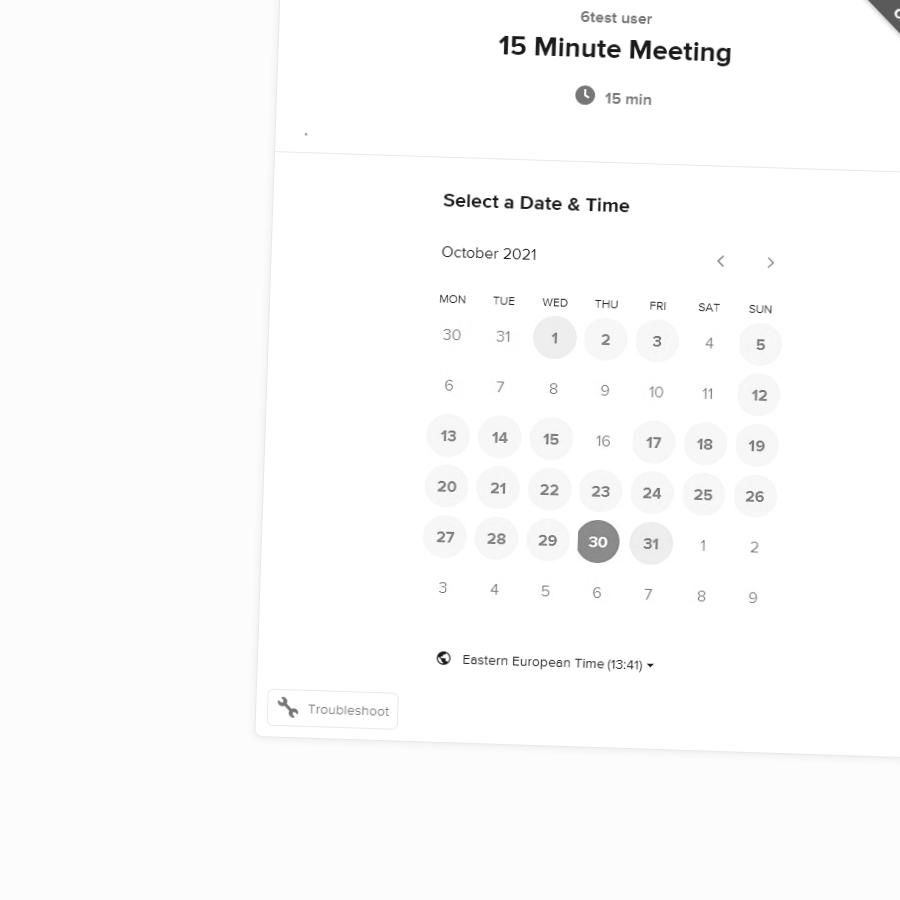 6test user
15 Minute Meeting
15 min
.
Select a Date & Time
October 2021
MON TUE WED THU FRI SAT SUN
30 31 1 2 3 4 5
6 7 8 9 10 11 12
13 14 15 16 17 18 19
20 21 22 23 24 25 26
27 28 29 30 31 1 2
3 4 5 6 7 8 9
Eastern European Time (13:41)
Troubleshoot